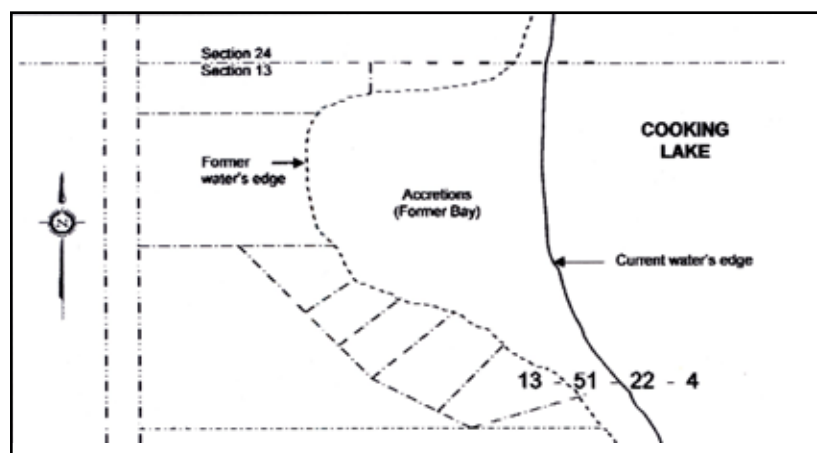 Section 24
Section 13
COOKING
LAKE
Former
water's edge
Accretions
(Former Bay)
N
Current water's edge
13 - 51 - 22 - 4